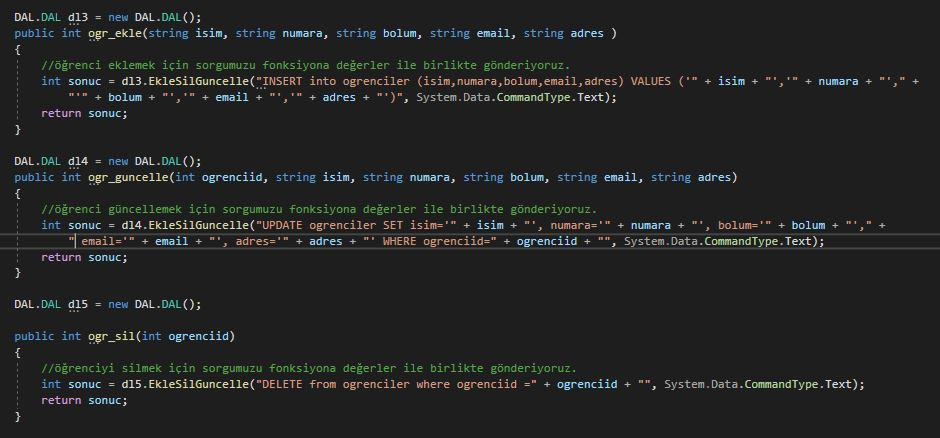 DAL.DAL dl3 = new DAL.DAL();
public int ogr_ekle(string isim, string numara, string bolum, string email, string adres )
{
//öğrenci eklemek için sorgumuzu fonksiyona değerler ile birlikte gönderiyoruz.
int sonuc = dl3.EkleSilGuncelle("INSERT into ogrenciler (isim,numara,bolum,email,adres) VALUES ('" + isim + "','" + numara + "'," +
"'" + bolum + "','" + email + "','" + adres + "')", System.Data.CommandType.Text);
return sonuc;
}
DAL.DAL dl4 = new DAL.DAL();
public int ogr_guncelle(int ogrenciid, string isim, string numara, string bolum, string email, string adres)
{
//öğrenci güncellemek için sorgumuzu fonksiyona değerler ile birlikte gönderiyoruz.
int sonuc = dl4.EkleSilGuncelle("UPDATE ogrenciler SET isim='" + isim + "', numara='" + numara + "', bolum='" + bolum + "'," +
" email='" + email + "', adres='" + adres + "' WHERE ogrenciid=" + ogrenciid + "", System.Data.CommandType.Text);
return sonuc;
}
DAL.DAL dl5 = new DAL.DAL();
public int ogr_sil(int ogrenciid)
{
//öğrenciyi silmek için sorgumuzu fonksiyona değerler ile birlikte gönderiyoruz.
int sonuc = dl5.EkleSilGuncelle("DELETE from ogrenciler where ogrenciid =" + ogrenciid + "", System.Data.CommandType.Text);
return sonuc;
}